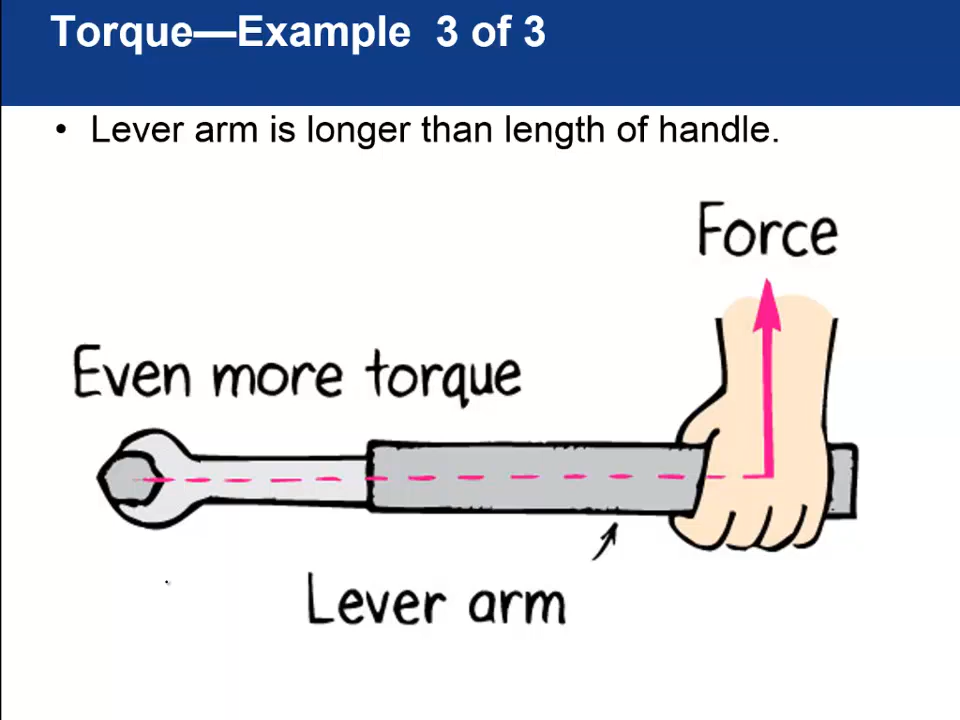 Torque—Example 3 of 3
• Lever arm is longer than length of handle.
Force
Even more torque
Lever arm